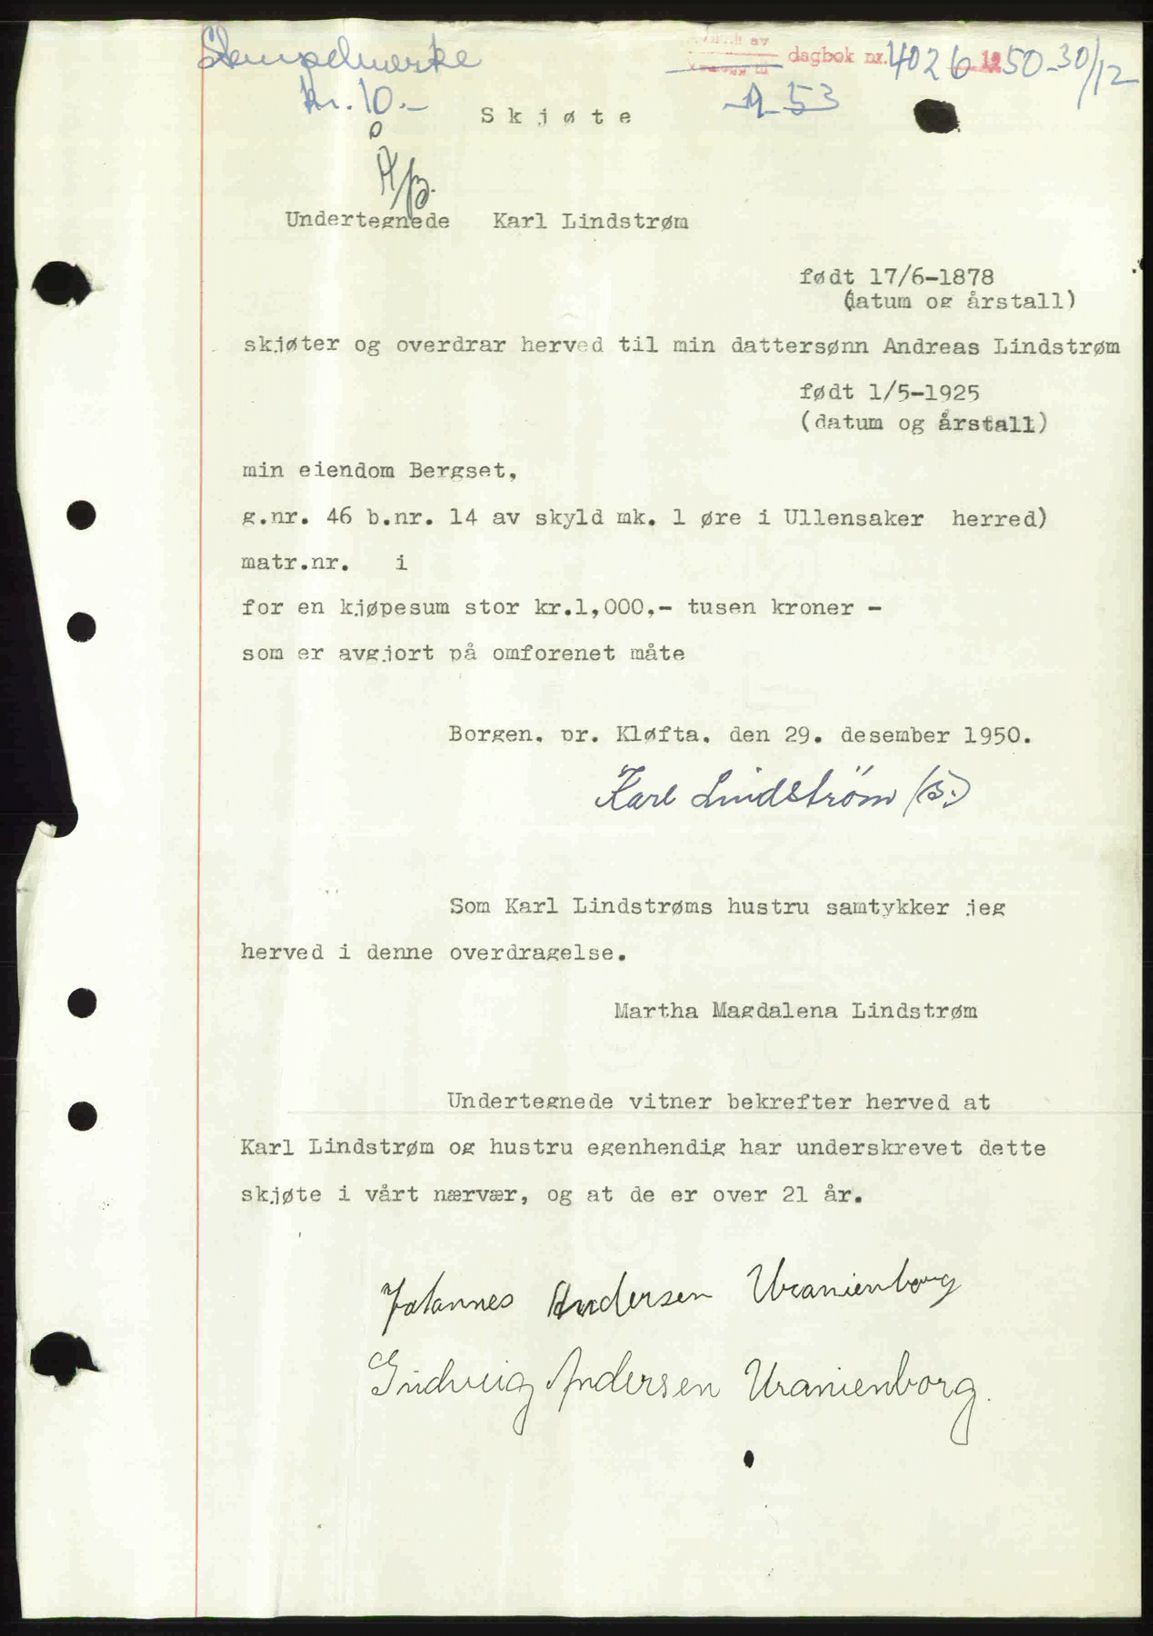 Stempelmerke
kr. 10.-
dagbok nr. 4026 1950-30/12
A 53
Skjøte
Undertegnede Karl Lindstrøm
født 17/6-1878
(datum og årstall)
skjøter og overdrar herved til min dattersønn Andreas Lindstrøm
født 1/5-1925
(datum og årstall)
min eiendom Bergset,
g.nr. 46 b.nr. 14 av skyld mk. 1 øre i Ullensaker herred)
matr.nr. i
for en kjøpesum stor kr.1,000,- tusen kroner -
som er avgjort på omforenet måte
Borgen. pr. Kløfta. den 29. desember 1950.
Karl Lindström (s.)
Som Karl Lindstrøms hustru samtykker jeg
herved i denne overdragelse.
Martha Magdalena Lindstrøm
Undertegnede vitner bekrefter herved at
Karl Lindstrøm og hustru egenhendig har underskrevet dette
skjøte i vårt nærvær, og at de er over 21 år.
Johannes Andersen Uranienborg
Gudveig Andersen Uranienborg.